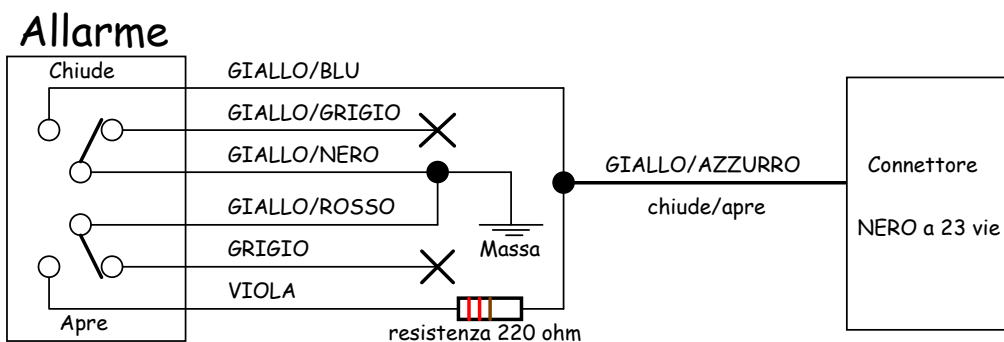 Allarme
Chiude
GIALLO/BLU
GIALLO/GRIGIO
GIALLO/NERO
GIALLO/ROSSO
GRIGIO
VIOLA
Apre
Massa
resistenza 220 ohm
GIALLO/AZZURRO
chiude/apre
Connettore
NERO a 23 vie